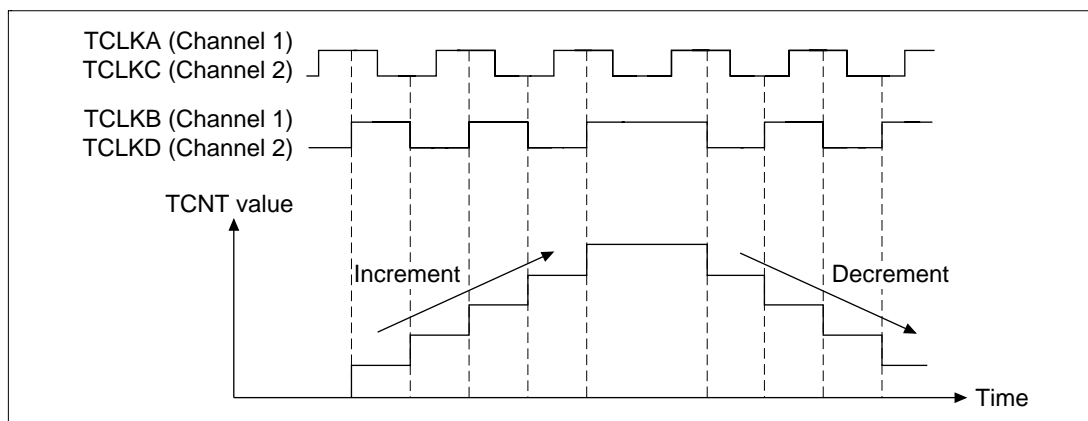 TCLKA (Channel 1)
TCLKC (Channel 2)
TCLKB (Channel 1)
TCLKD (Channel 2)
TCNT value
Increment
Decrement
Time